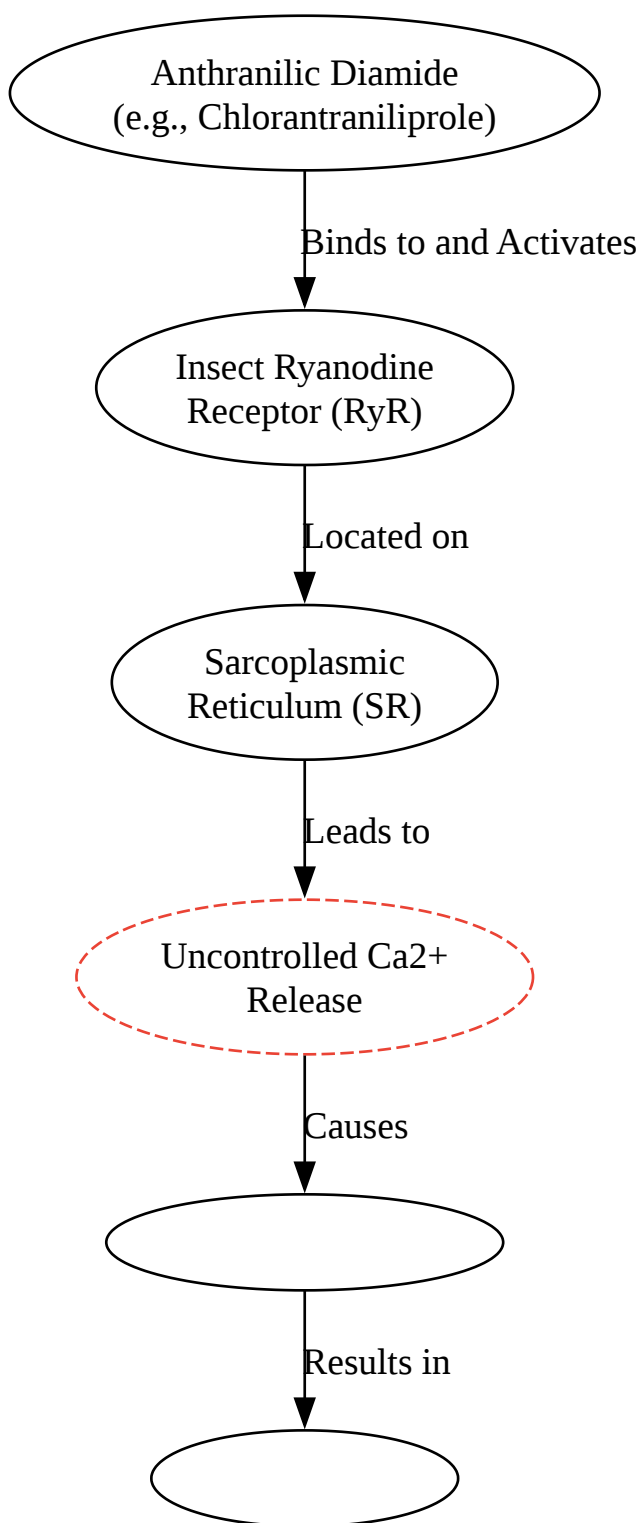 Anthranilic Diamide
(e.g., Chlorantraniliprole)
Binds to and Activates
Insect Ryanodine
Receptor (RyR)
Located on
Sarcoplasmic
Reticulum (SR)
Leads to
Uncontrolled Ca2+
Release
Causes
Results in